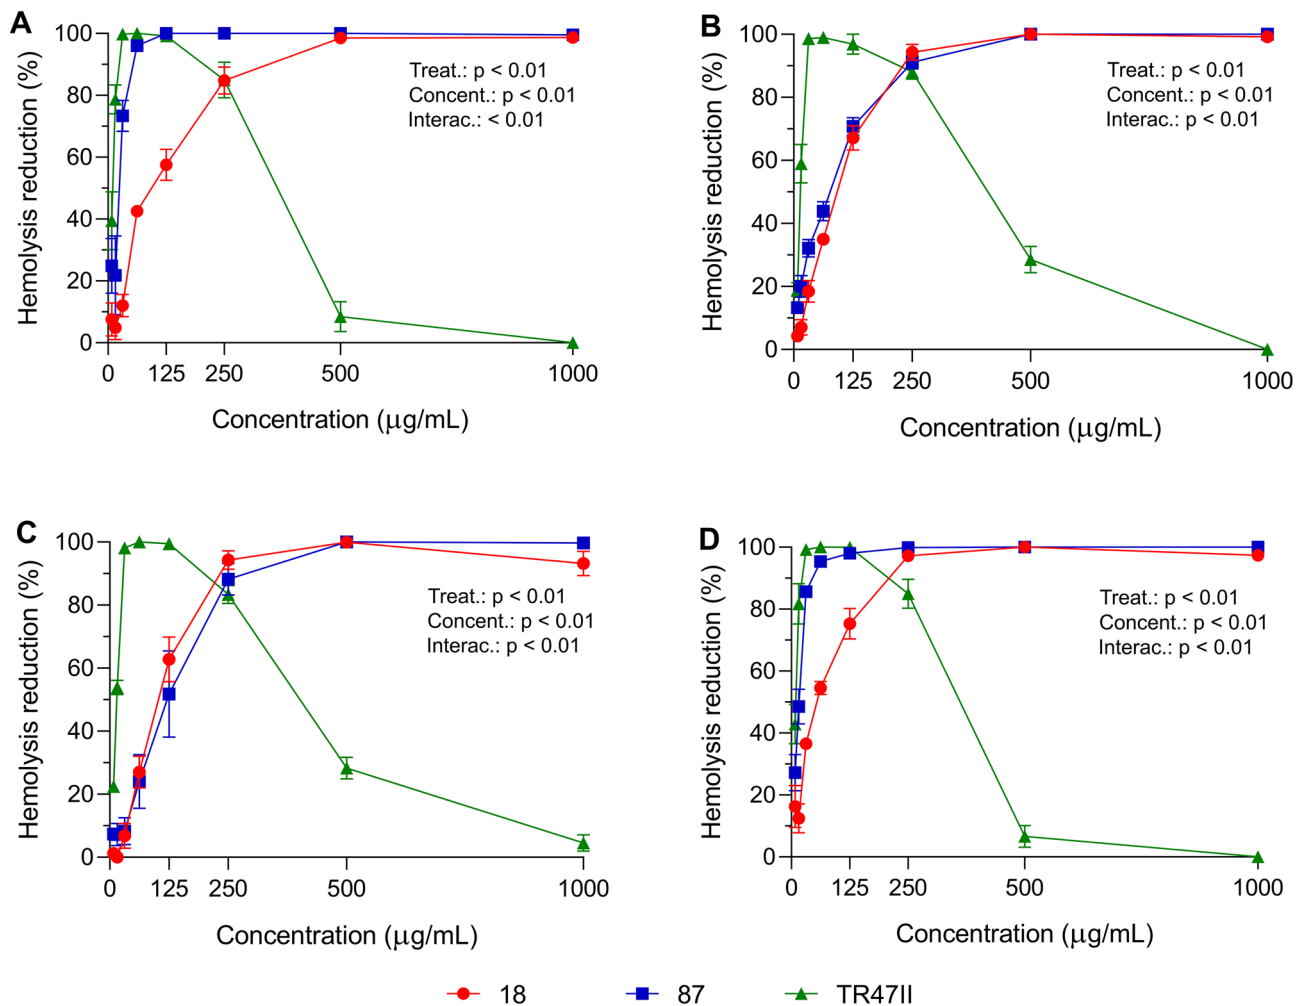 A
Hemolysis reduction (%)
100
80
60
40
20
0
Treat.: p < 0.01
Concent.: p < 0.01
Interac.: < 0.01
0 125 250 500 1000
Concentration (μg/mL)
B
Hemolysis reduction (%)
100
80
60
40
20
0
Treat.: p < 0.01
Concent.: p < 0.01
Interac.: p < 0.01
0 125 250 500 1000
Concentration (μg/mL)
C
Hemolysis reduction (%)
100
80
60
40
20
0
Treat.: p < 0.01
Concent.: p < 0.01
Interac.: p < 0.01
0 125 250 500 1000
Concentration (μg/mL)
D
Hemolysis reduction (%)
100
80
60
40
20
0
Treat.: p < 0.01
Concent.: p < 0.01
Interac.: p < 0.01
0 125 250 500 1000
Concentration (μg/mL)
18 87 TR47II